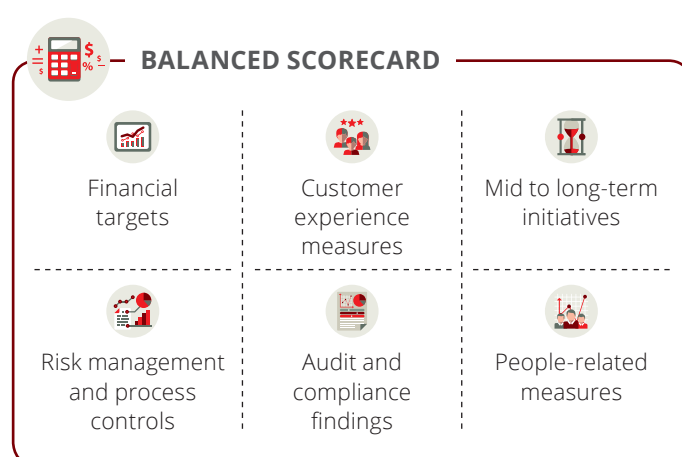 BALANCED SCORECARD
Financial
targets
Customer
experience
measures
Mid to long-term
initiatives
Risk management
and process
controls
Audit and
compliance
findings
People-related
measures